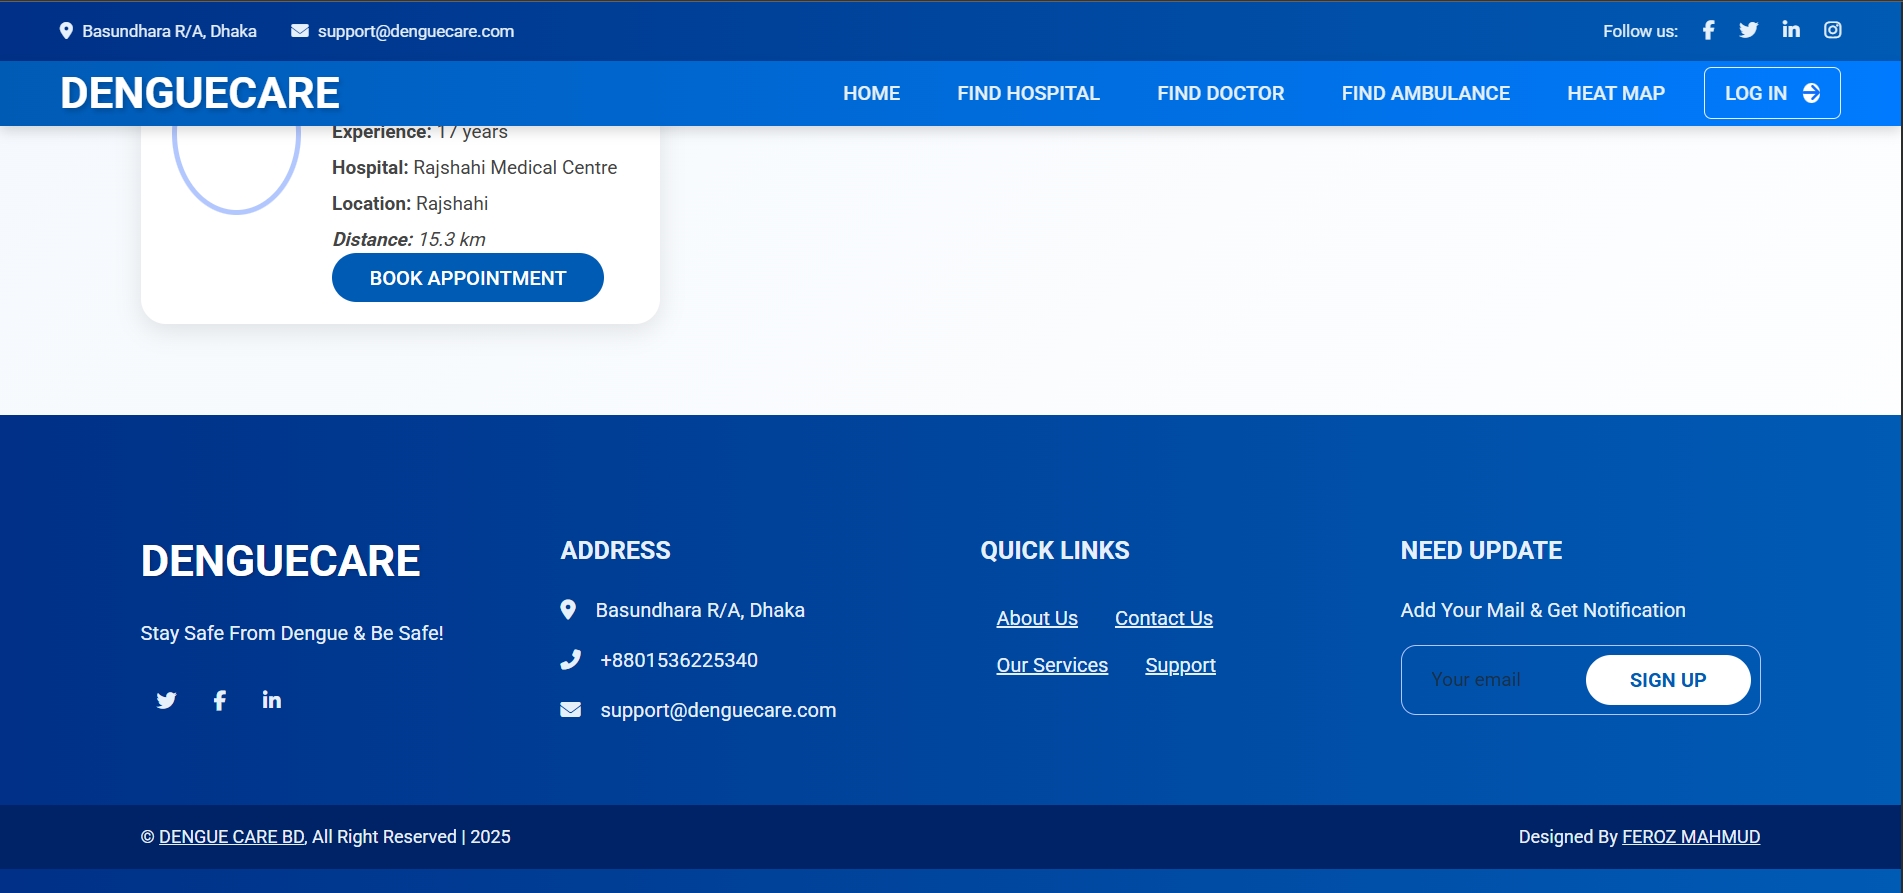 Basundhara R/A, Dhaka support@denguecare.com Follow us:
DENGUECARE HOME FIND HOSPITAL FIND DOCTOR FIND AMBULANCE HEAT MAP LOG IN
Experience: 17 years
Hospital: Rajshahi Medical Centre
Location: Rajshahi
Distance: 15.3 km
BOOK APPOINTMENT
DENGUECARE
Stay Safe From Dengue & Be Safe!
ADDRESS
Basundhara R/A, Dhaka
+8801536225340
support@denguecare.com
QUICK LINKS
About Us Contact Us
Our Services Support
NEED UPDATE
Add Your Mail & Get Notification
Your email SIGN UP
© DENGUE CARE BD, All Right Reserved | 2025 Designed By FEROZ MAHMUD